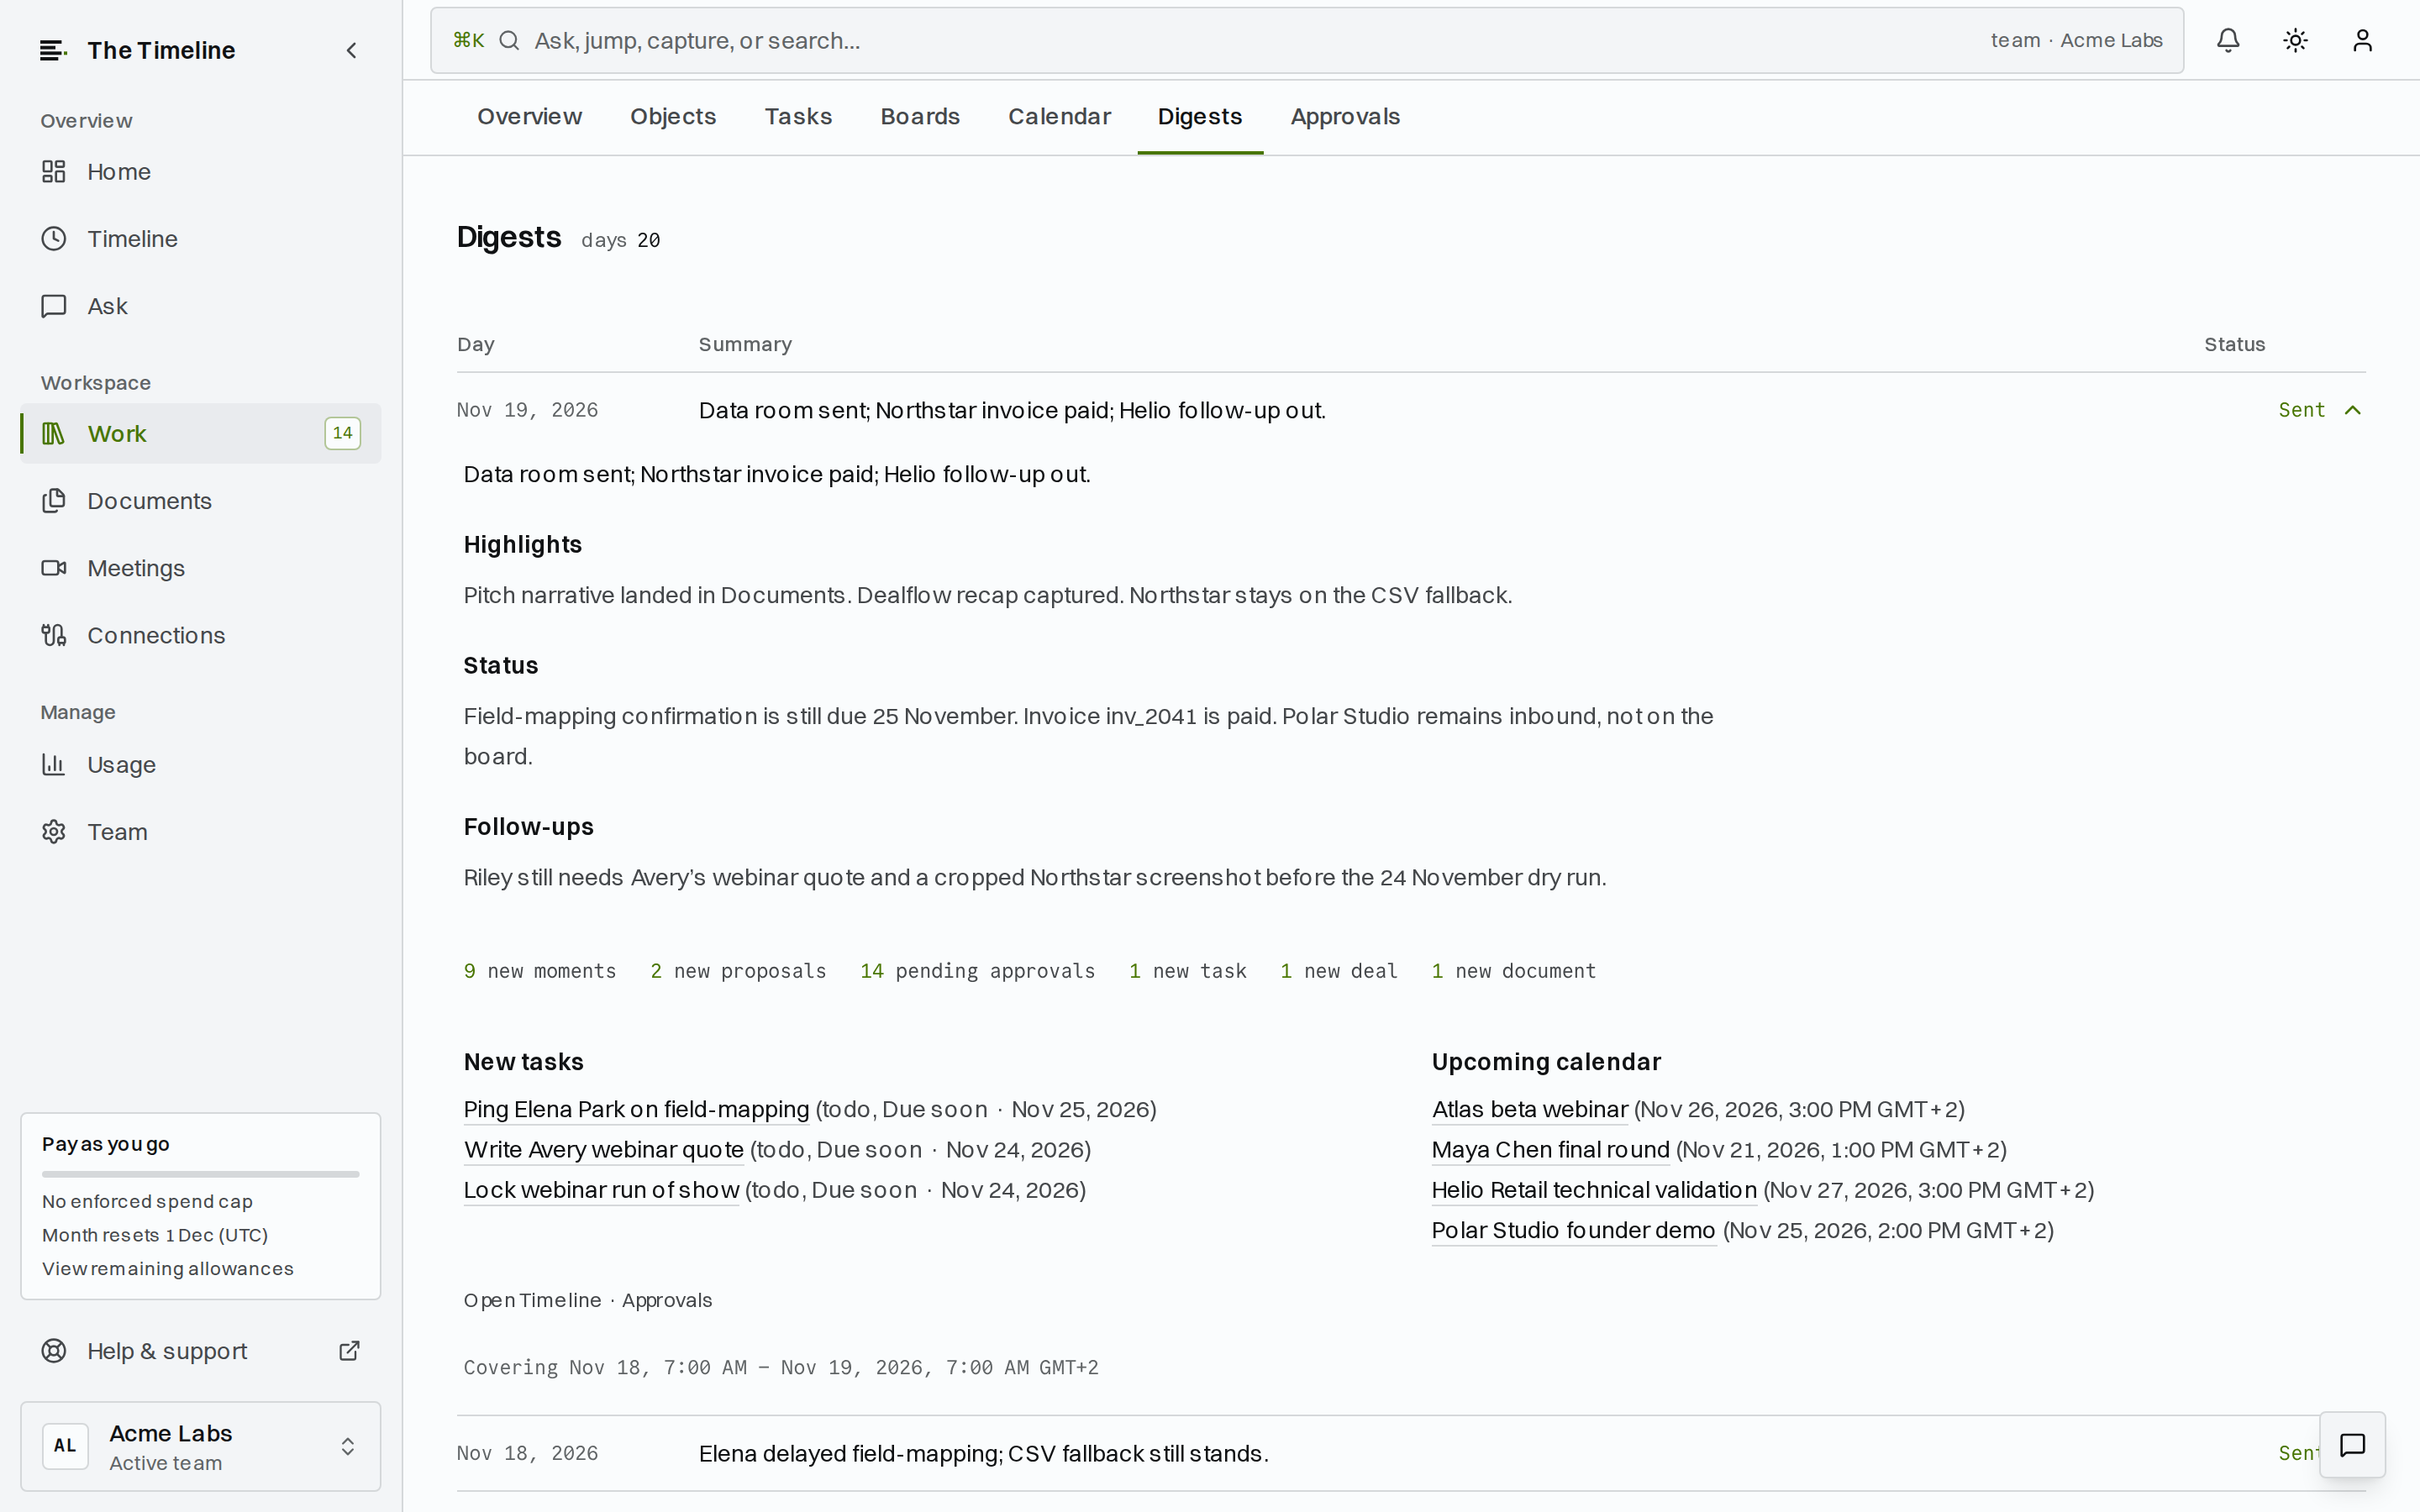 The Timeline
⌘K Ask, jump, capture, or search... team · Acme Labs
Overview
Home
Timeline
Ask
Workspace
Work 14
Documents
Meetings
Connections
Manage
Usage
Team
Pay as you go
No enforced spend cap
Month resets 1 Dec (UTC)
View remaining allowances
Help & support
AL
Acme Labs
Active team
Overview Objects Tasks Boards Calendar Digests Approvals
Digests days 20
Day Summary Status
Nov 19, 2026 Data room sent; Northstar invoice paid; Helio follow-up out. Sent
Data room sent; Northstar invoice paid; Helio follow-up out.
Highlights
Pitch narrative landed in Documents. Dealflow recap captured. Northstar stays on the CSV fallback.
Status
Field-mapping confirmation is still due 25 November. Invoice inv_2041 is paid. Polar Studio remains inbound, not on the
board.
Follow-ups
Riley still needs Avery’s webinar quote and a cropped Northstar screenshot before the 24 November dry run.
9 new moments 2 new proposals 14 pending approvals 1 new task 1 new deal 1 new document
New tasks
Ping Elena Park on field-mapping (todo, Due soon · Nov 25, 2026)
Write Avery webinar quote (todo, Due soon · Nov 24, 2026)
Lock webinar run of show (todo, Due soon · Nov 24, 2026)
Upcoming calendar
Atlas beta webinar (Nov 26, 2026, 3:00 PM GMT+2)
Maya Chen final round (Nov 21, 2026, 1:00 PM GMT+2)
Helio Retail technical validation (Nov 27, 2026, 3:00 PM GMT+2)
Polar Studio founder demo (Nov 25, 2026, 2:00 PM GMT+2)
Open Timeline · Approvals
Covering Nov 18, 7:00 AM – Nov 19, 2026, 7:00 AM GMT+2
Nov 18, 2026 Elena delayed field-mapping; CSV fallback still stands. Sent